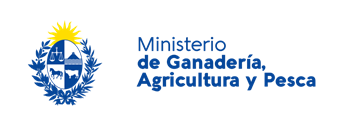 Ministerio
de Ganadería,
Agricultura y Pesca